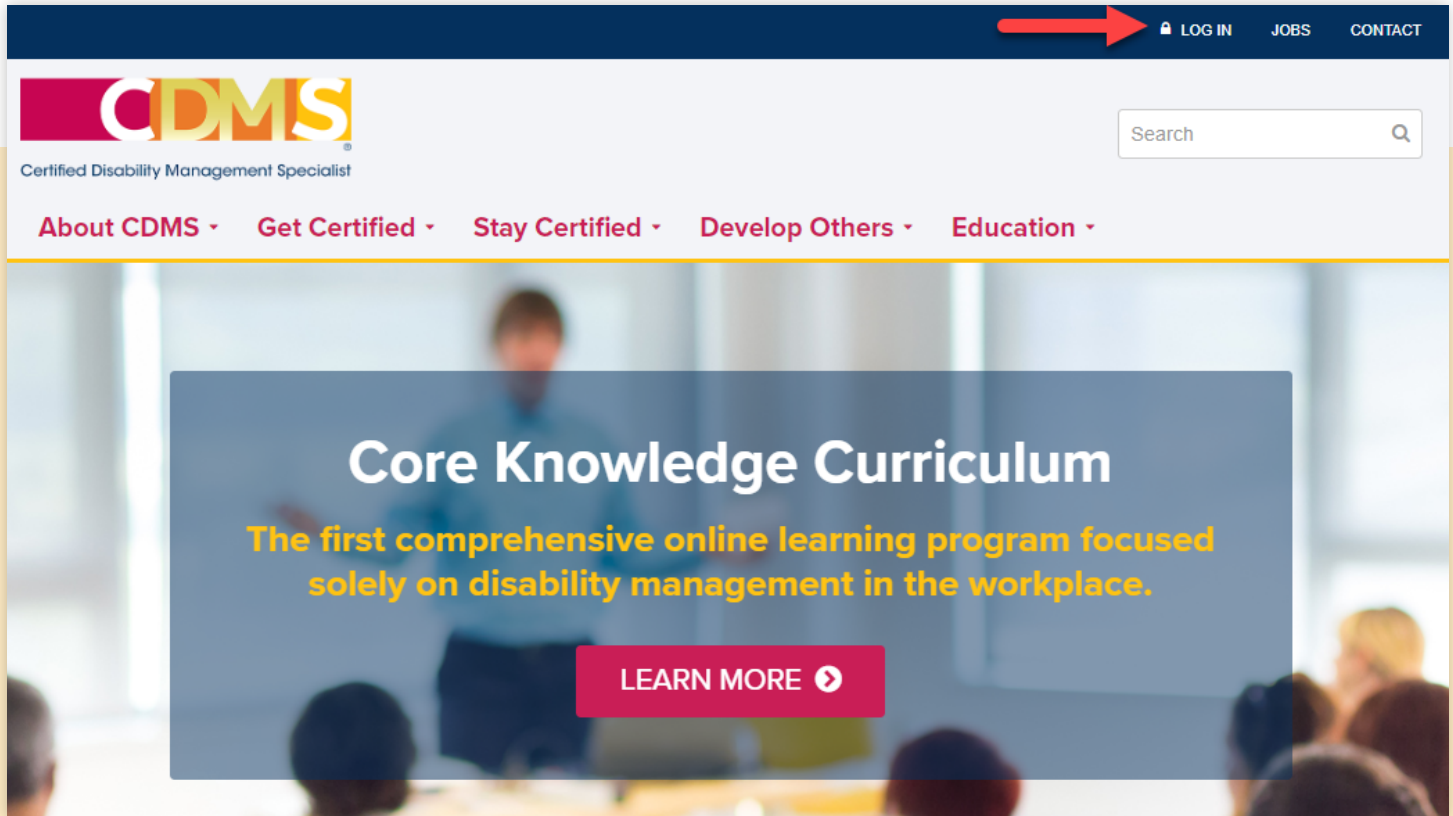 LOG IN JOBS CONTACT
CDMS®
Certified Disability Management Specialist
Search
About CDMS Get Certified Stay Certified Develop Others Education
Core Knowledge Curriculum
The first comprehensive online learning program focused
solely on disability management in the workplace.
LEARN MORE